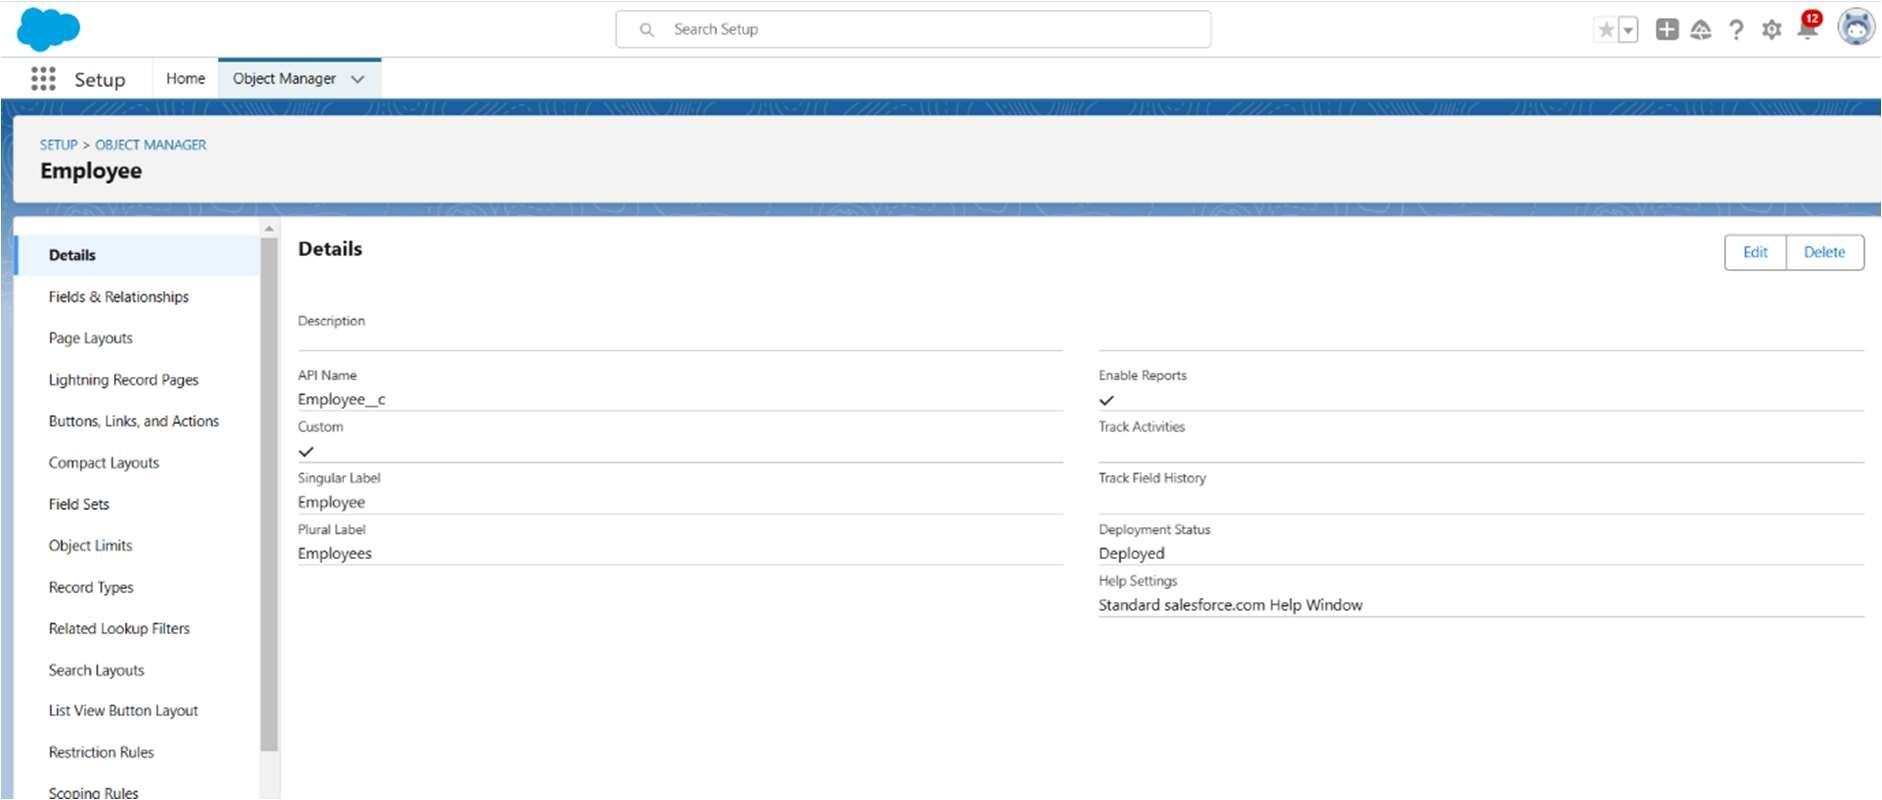 Search Setup
12
Setup
Home
Object Manager
SETUP > OBJECT MANAGER
Employee
Details
Fields & Relationships
Page Layouts
Lightning Record Pages
Buttons, Links, and Actions
Compact Layouts
Field Sets
Object Limits
Record Types
Related Lookup Filters
Search Layouts
List View Button Layout
Restriction Rules
Scoping Rules
Details
Edit
Delete
Description
API Name
Employee__c
Custom
Singular Label
Employee
Plural Label
Employees
Enable Reports
Track Activities
Track Field History
Deployment Status
Deployed
Help Settings
Standard salesforce.com Help Window